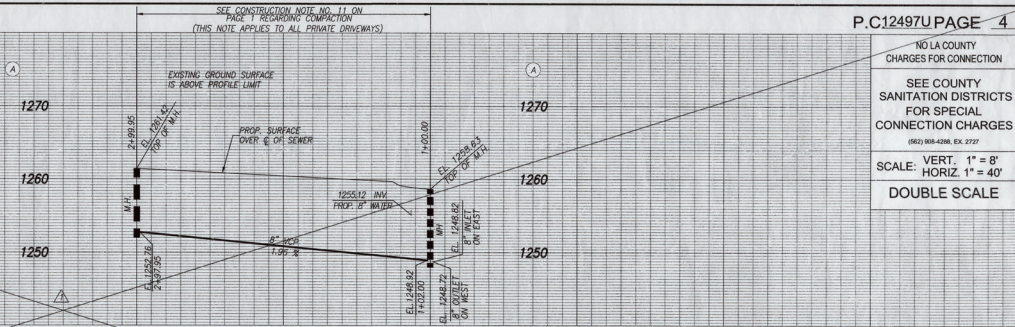 SEE CONSTRUCTION NOTE NO. 11 ON
PAGE 1 REGARDING COMPACTION
(THIS NOTE APPLIES TO ALL PRIVATE DRIVEWAYS)
P.C12497U PAGE 4
NO LA COUNTY
CHARGES FOR CONNECTION
SEE COUNTY
SANITATION DISTRICTS
FOR SPECIAL
CONNECTION CHARGES
(562) 908-4288, EX. 2727
SCALE: VERT. 1" = 8'
HORIZ. 1" = 40'
DOUBLE SCALE
A
A
EXISTING GROUND SURFACE
IS ABOVE PROFILE LIMIT
1270
1270
2+99.95
EL. 1261.42
TOP OF M.H.
PROP. SURFACE
OVER ℄ OF SEWER
1+00.00
EL. 1258.63
TOP OF M.H.
1260
1260
M.H.
1255.12 INV.
PROP. 8" WATER
MH
EL. 1248.82
8" INLET
ON EAST
1250
1250
8" VCP
1.96 %
EL. 1252.76
2+97.95
EL. 1248.92
1+02.00
EL. 1248.72
8" OUTLET
ON WEST
1